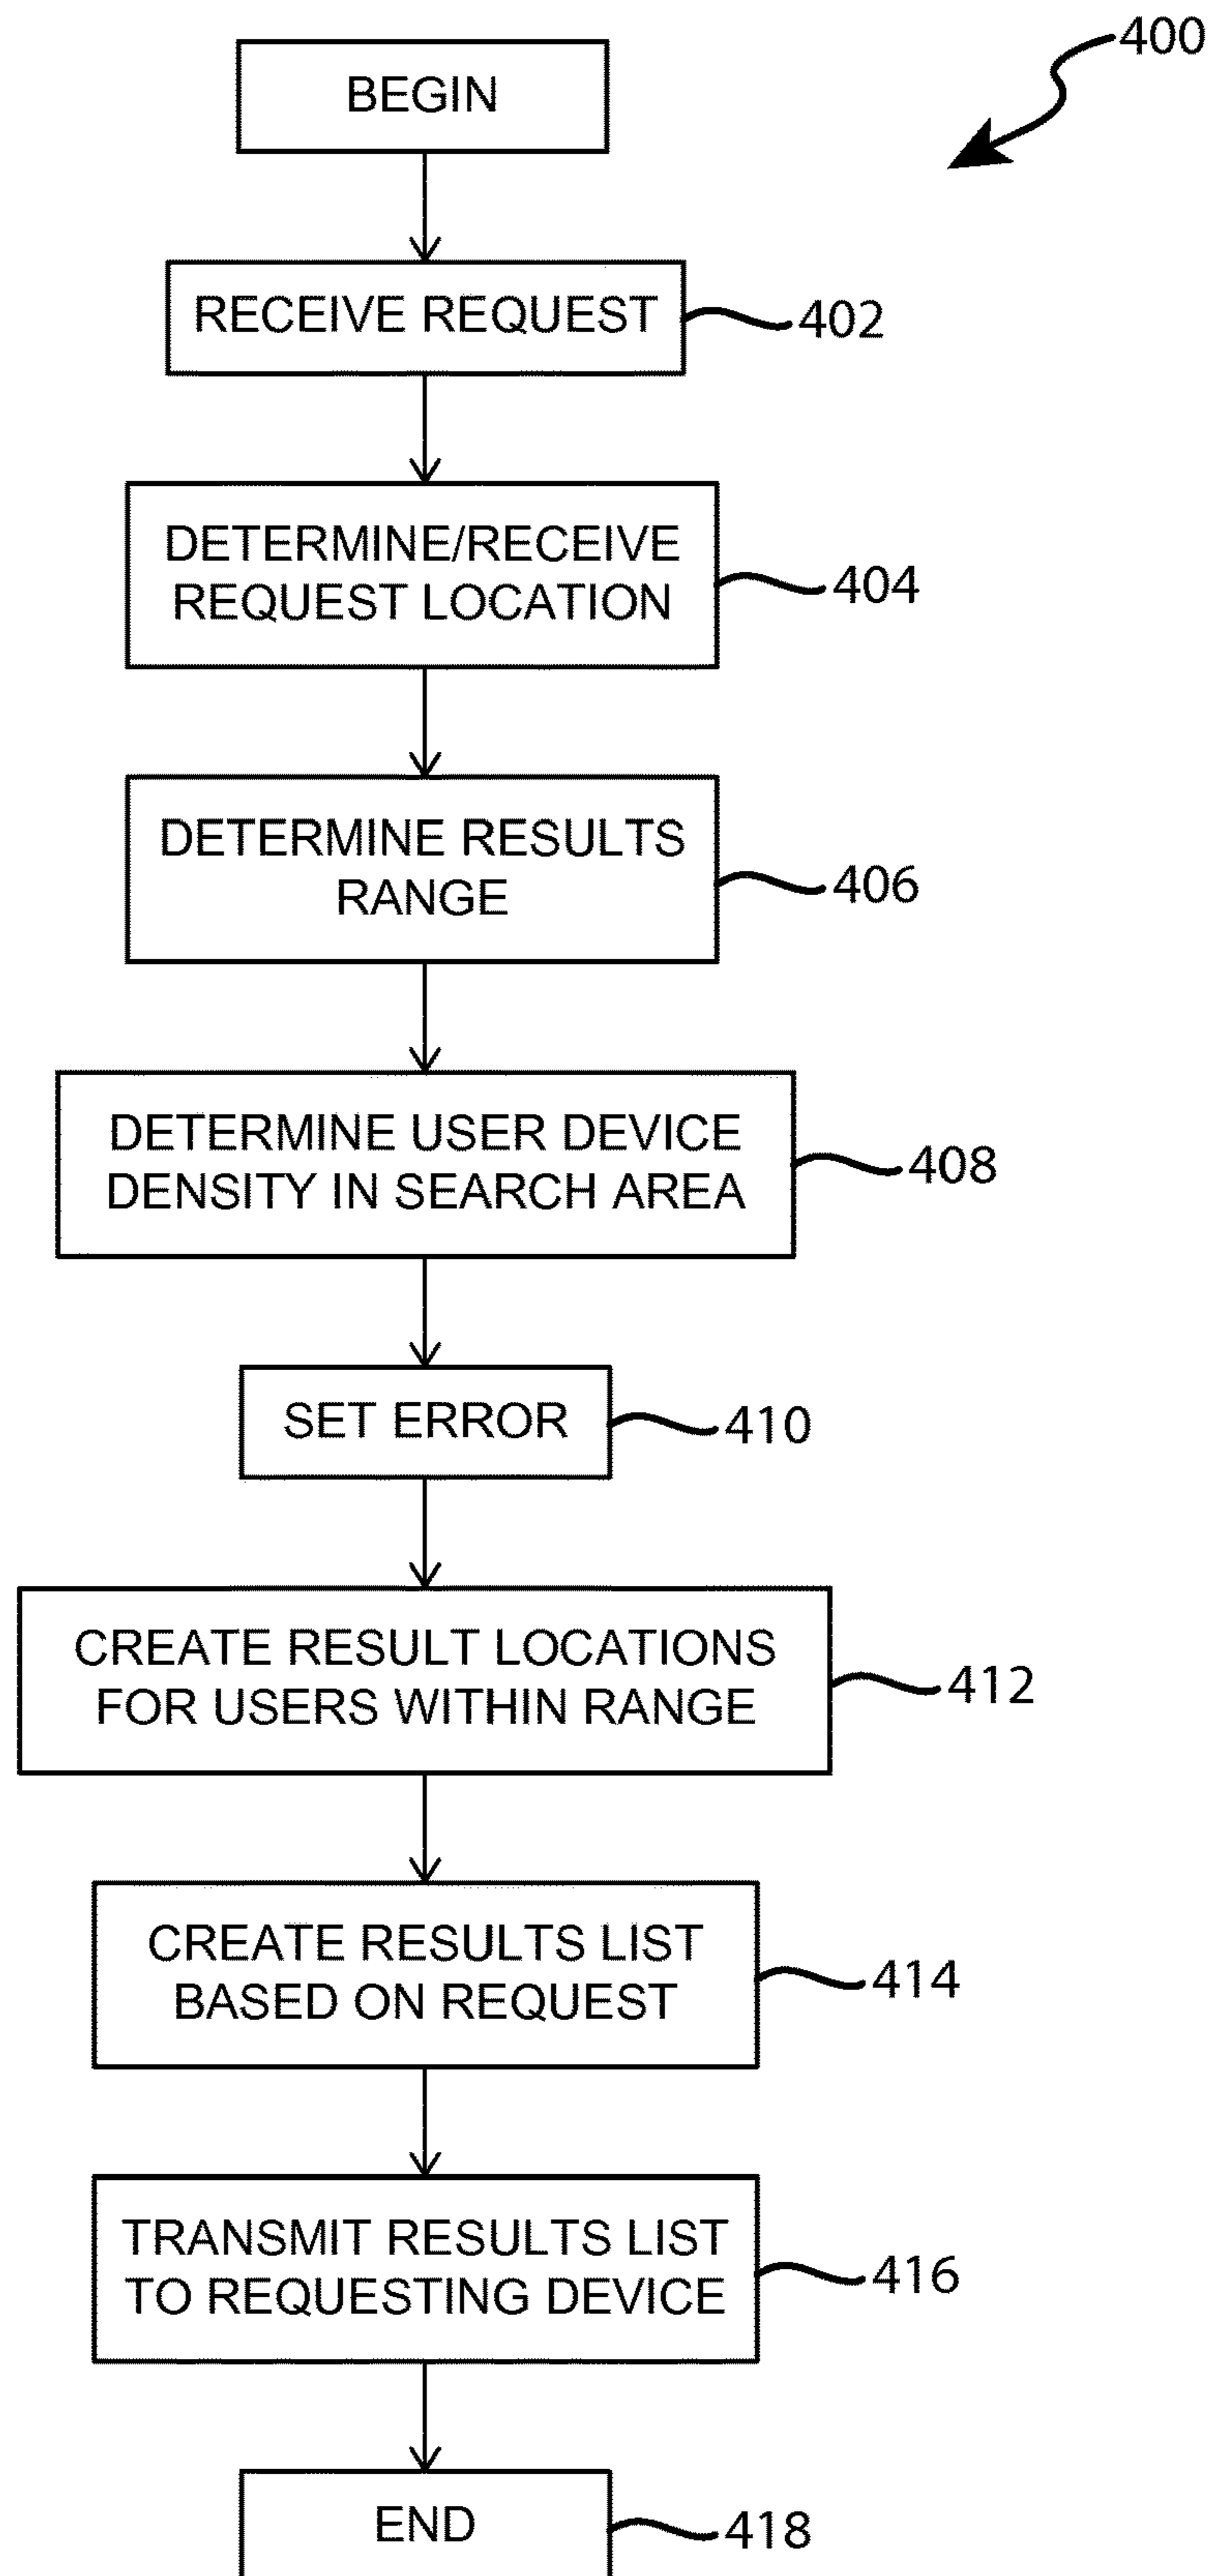 400
BEGIN
RECEIVE REQUEST
402
DETERMINE/RECEIVE
REQUEST LOCATION
404
DETERMINE RESULTS
RANGE
406
DETERMINE USER DEVICE
DENSITY IN SEARCH AREA
408
SET ERROR
410
CREATE RESULT LOCATIONS
FOR USERS WITHIN RANGE
412
CREATE RESULTS LIST
BASED ON REQUEST
414
TRANSMIT RESULTS LIST
TO REQUESTING DEVICE
416
END
418